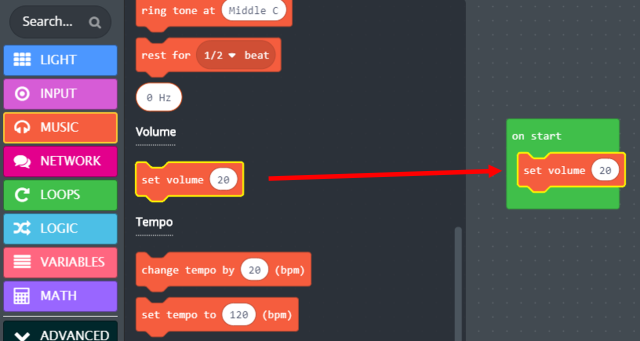 Search...
LIGHT
INPUT
MUSIC
NETWORK
LOOPS
LOGIC
VARIABLES
MATH
ADVANCED
ring tone at Middle C
rest for 1/2 beat
0 Hz
Volume
set volume 20
Tempo
change tempo by 20 (bpm)
set tempo to 120 (bpm)
on start
set volume 20